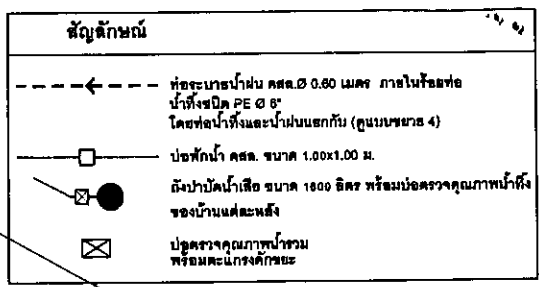 สัญลักษณ์
ท่อระบายน้ำฝน คสล.Ø 0.60 เมตร ภายในร้อยท่อ
น้ำทิ้งชนิด PE Ø 6"
โดยท่อน้ำทิ้งและน้ำฝนแยกกัน (ดูแบบขยาย 4)
บ่อพักน้ำ คสล. ขนาด 1.00x1.00 ม.
ถังบำบัดน้ำเสีย ขนาด 1600 ลิตร พร้อมบ่อตรวจคุณภาพน้ำทิ้ง
ของบ้านแต่ละหลัง
บ่อตรวจคุณภาพน้ำรวม
พร้อมตะแกรงดักขยะ